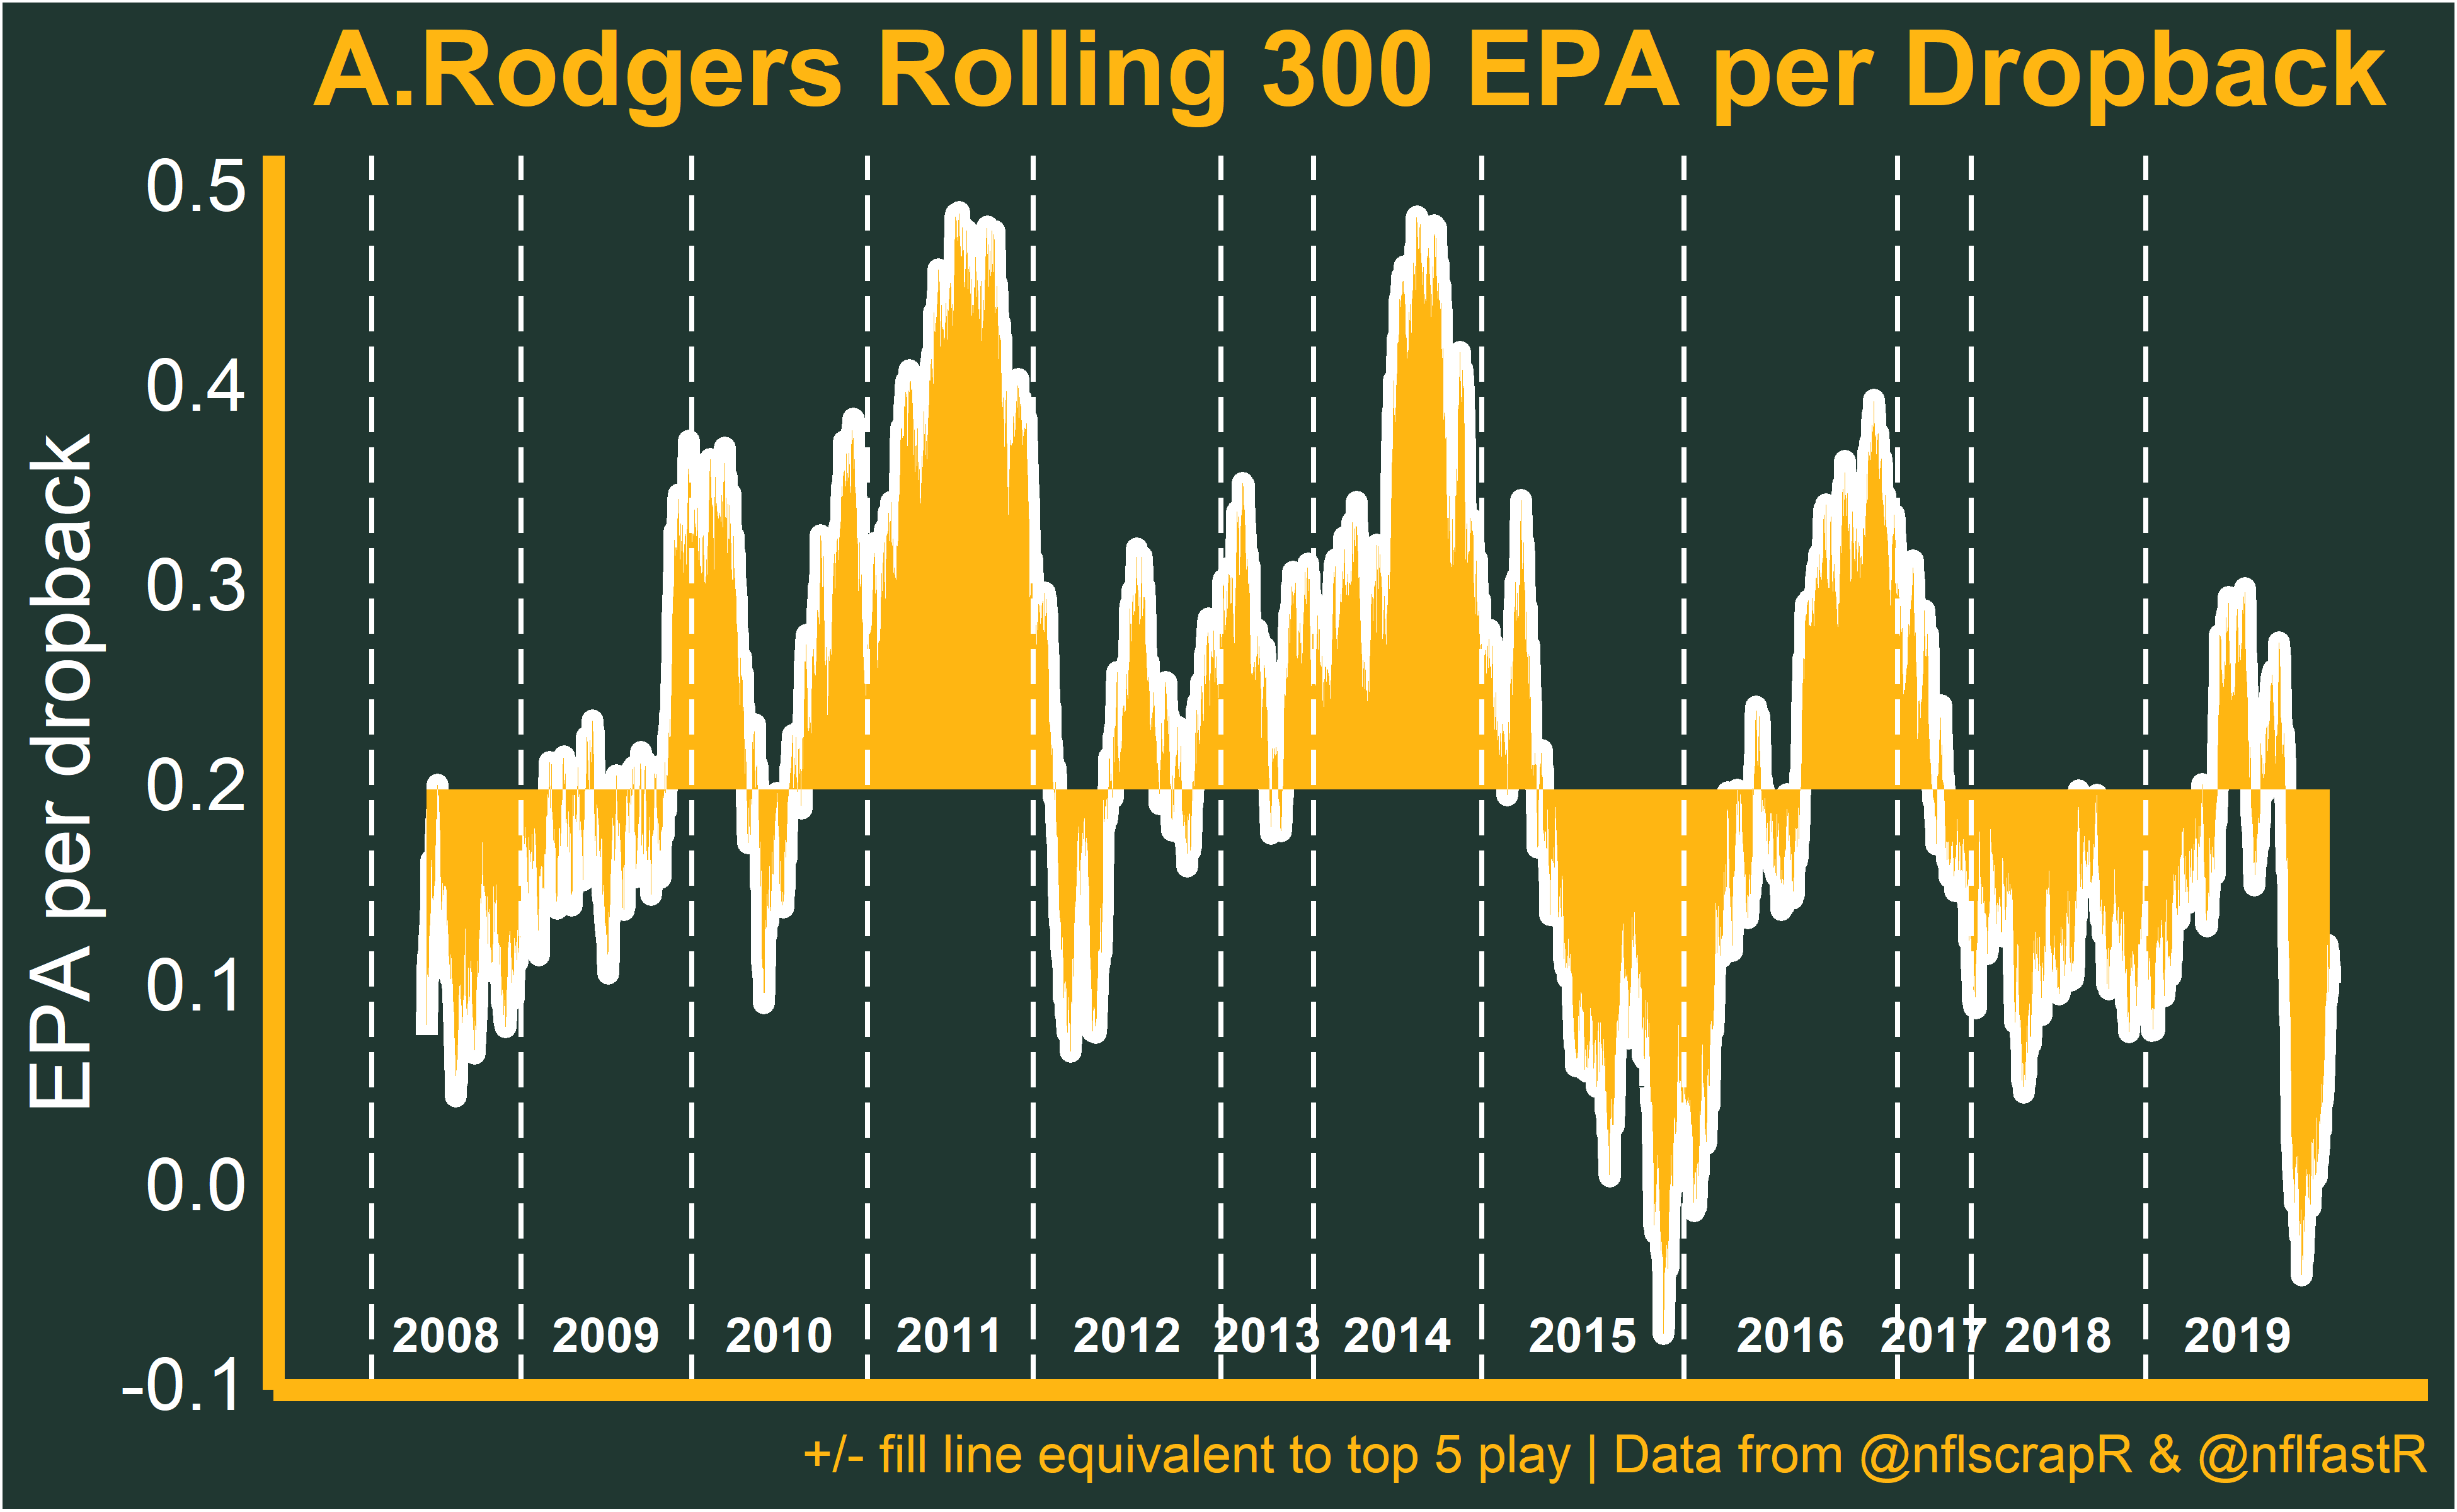 A.Rodgers Rolling 300 EPA per Dropback
EPA per dropback
0.5
0.4
0.3
0.2
0.1
0.0
-0.1
2008 2009 2010 2011 2012 2013 2014 2015 2016 2017 2018 2019
+/- fill line equivalent to top 5 play | Data from @nflscrapR & @nflfastR